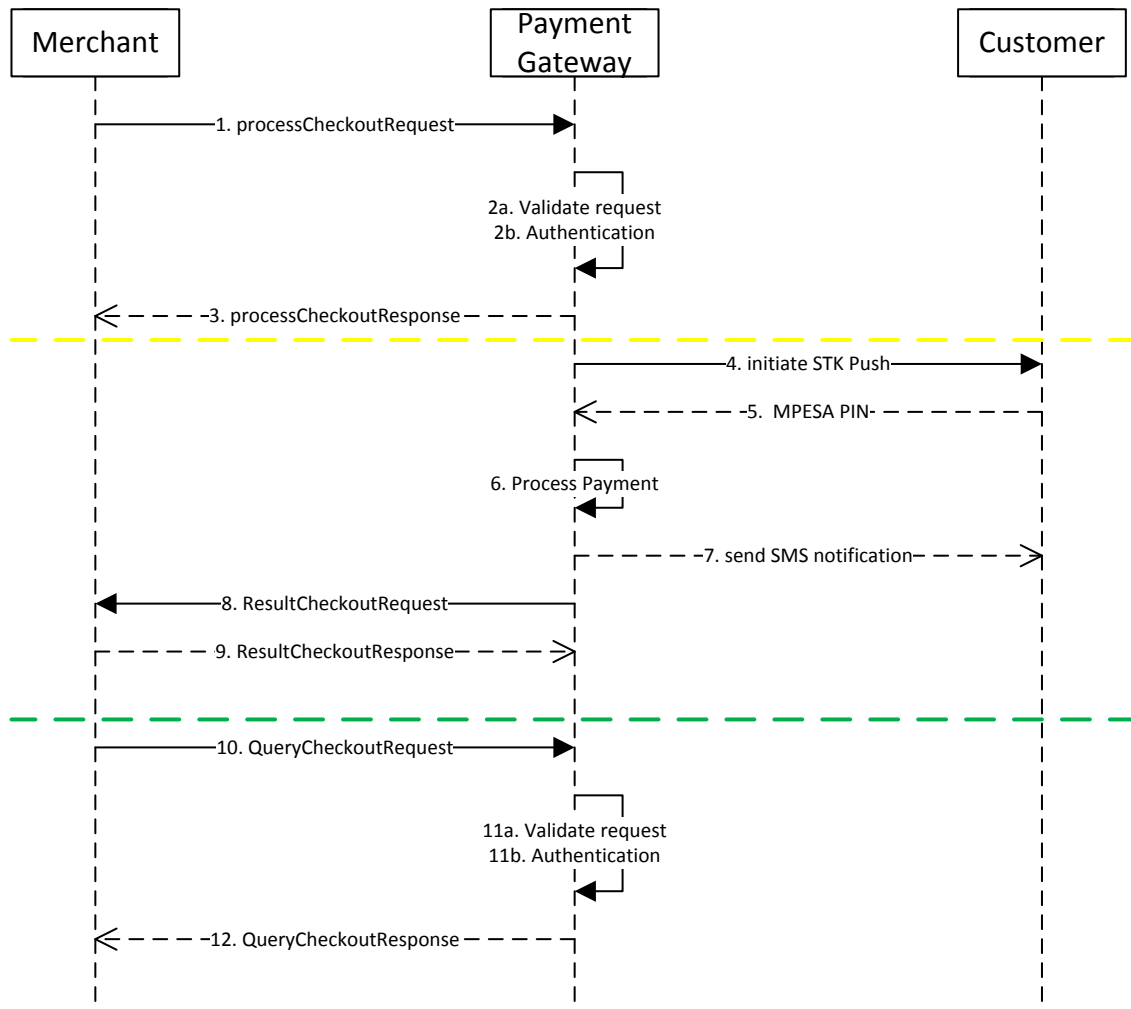 Merchant
Payment
Gateway
Customer
1. processCheckoutRequest
2a. Validate request
2b. Authentication
3. processCheckoutResponse
4. initiate STK Push
5.  MPESA PIN
6. Process Payment
7. send SMS notification
8. ResultCheckoutRequest
9. ResultCheckoutResponse
10. QueryCheckoutRequest
11a. Validate request
11b. Authentication
12. QueryCheckoutResponse